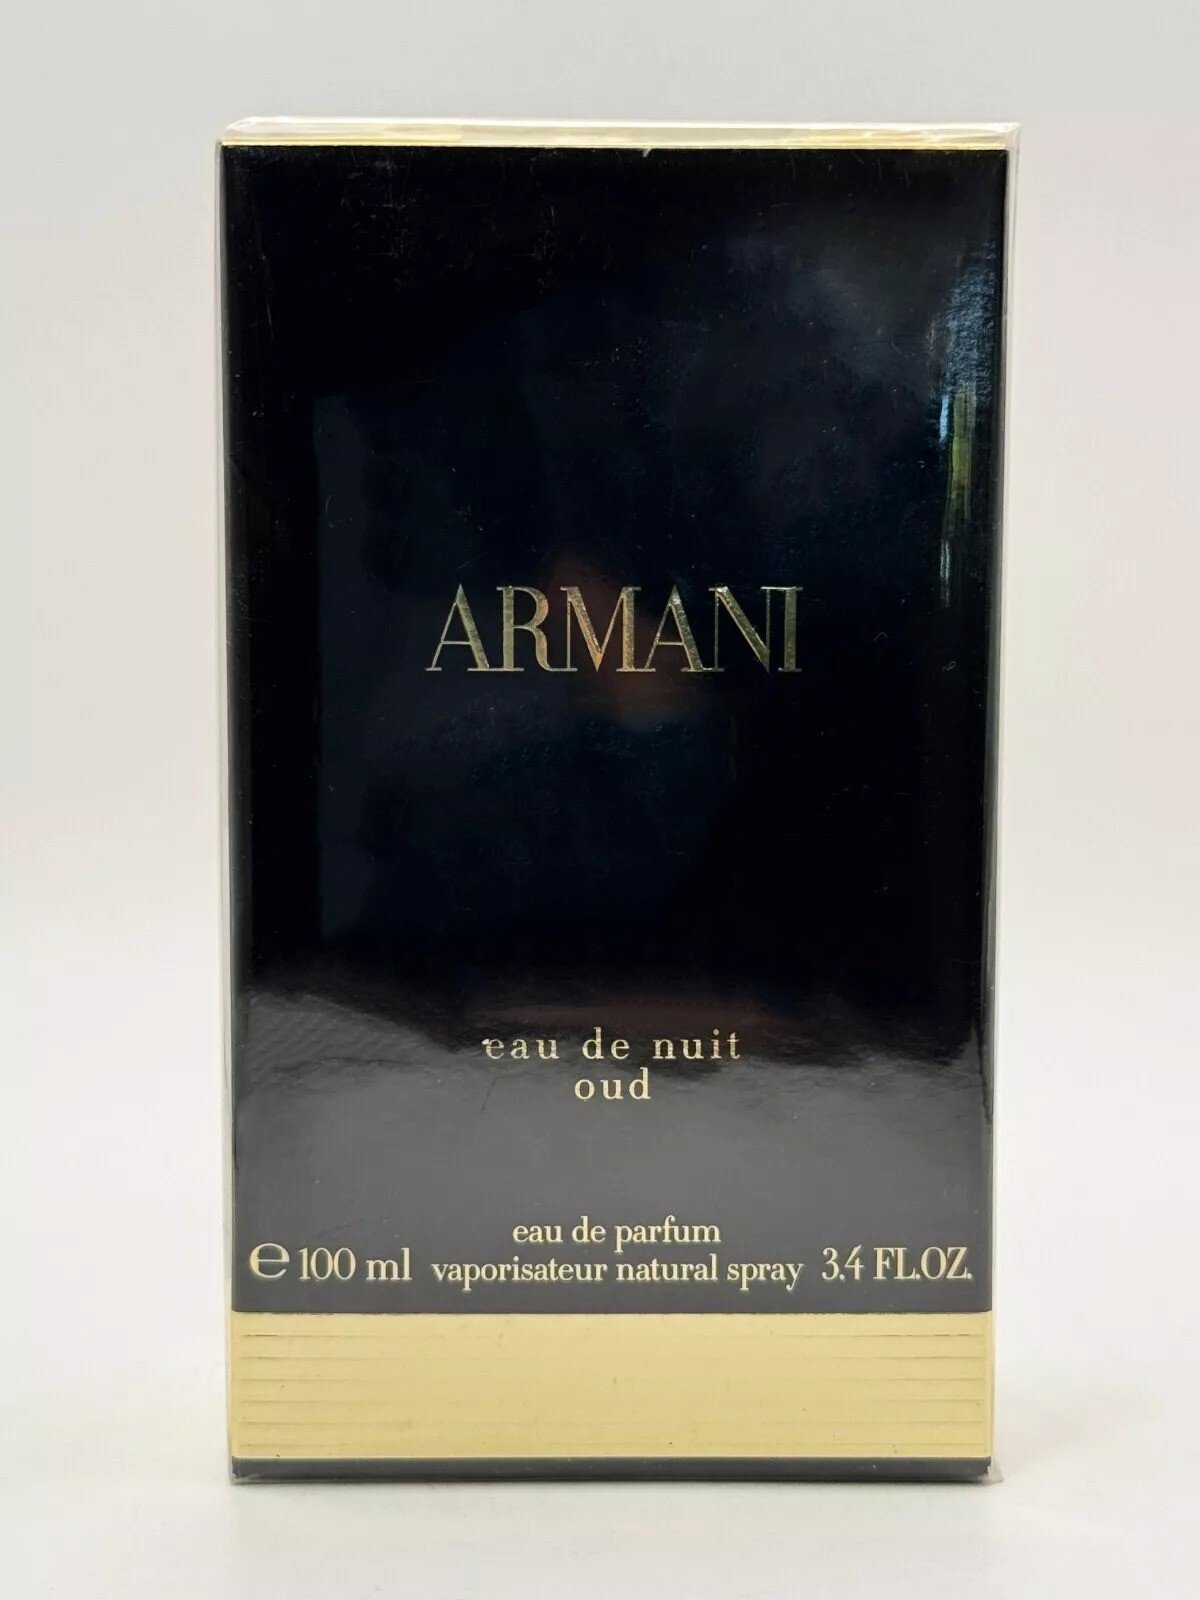 ARMANI
eau de nuit
oud
eau de parfum
℮ 100 ml vaporisateur natural spray 3.4 FL.OZ.